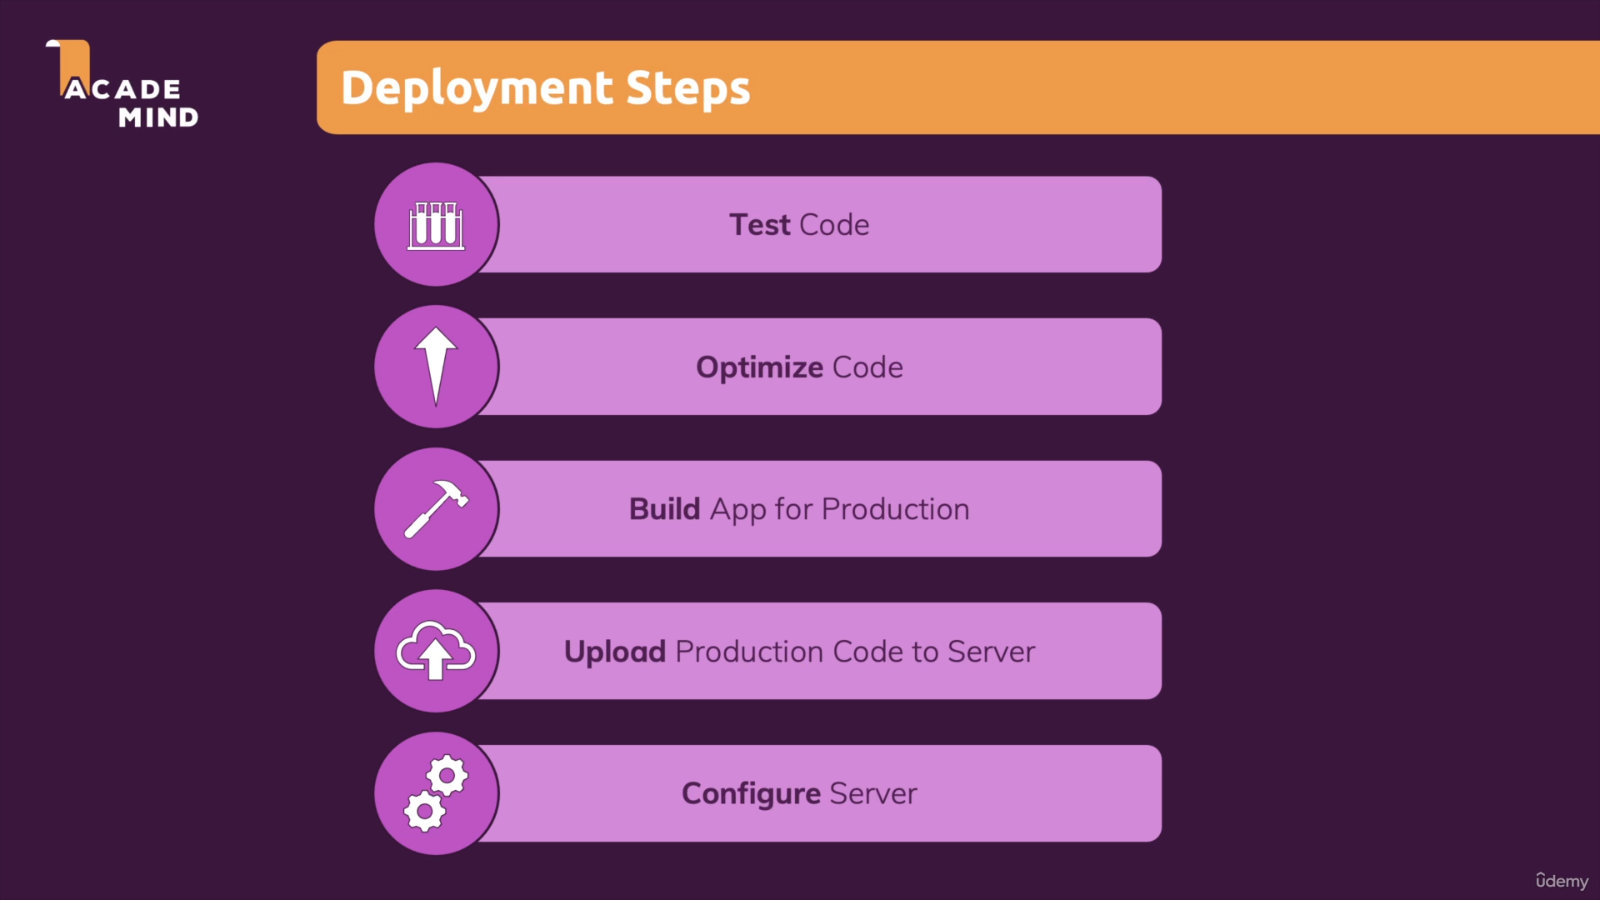 ACADE
MIND
Deployment Steps
Test Code
Optimize Code
Build App for Production
Upload Production Code to Server
Configure Server
ûdemy